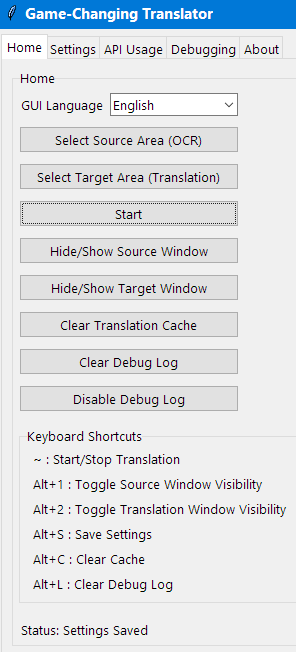 Game-Changing Translator
Home Settings API Usage Debugging About
Home
GUI Language English
Select Source Area (OCR)
Select Target Area (Translation)
Start
Hide/Show Source Window
Hide/Show Target Window
Clear Translation Cache
Clear Debug Log
Disable Debug Log
Keyboard Shortcuts
~ : Start/Stop Translation
Alt+1 : Toggle Source Window Visibility
Alt+2 : Toggle Translation Window Visibility
Alt+S : Save Settings
Alt+C : Clear Cache
Alt+L : Clear Debug Log
Status: Settings Saved